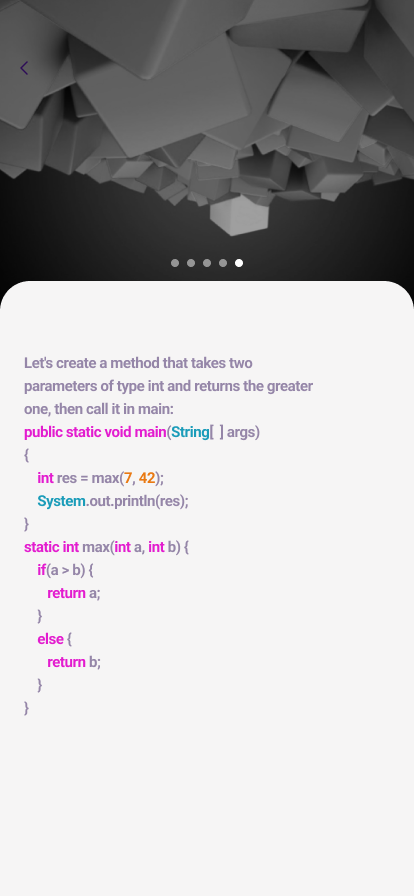 Let's create a method that takes two
parameters of type int and returns the greater
one, then call it in main:
public static void main(String[ ] args)
{
    int res = max(7, 42);
    System.out.println(res);
}
static int max(int a, int b) {
    if(a > b) {
       return a;
    }
    else {
       return b;
    }
}